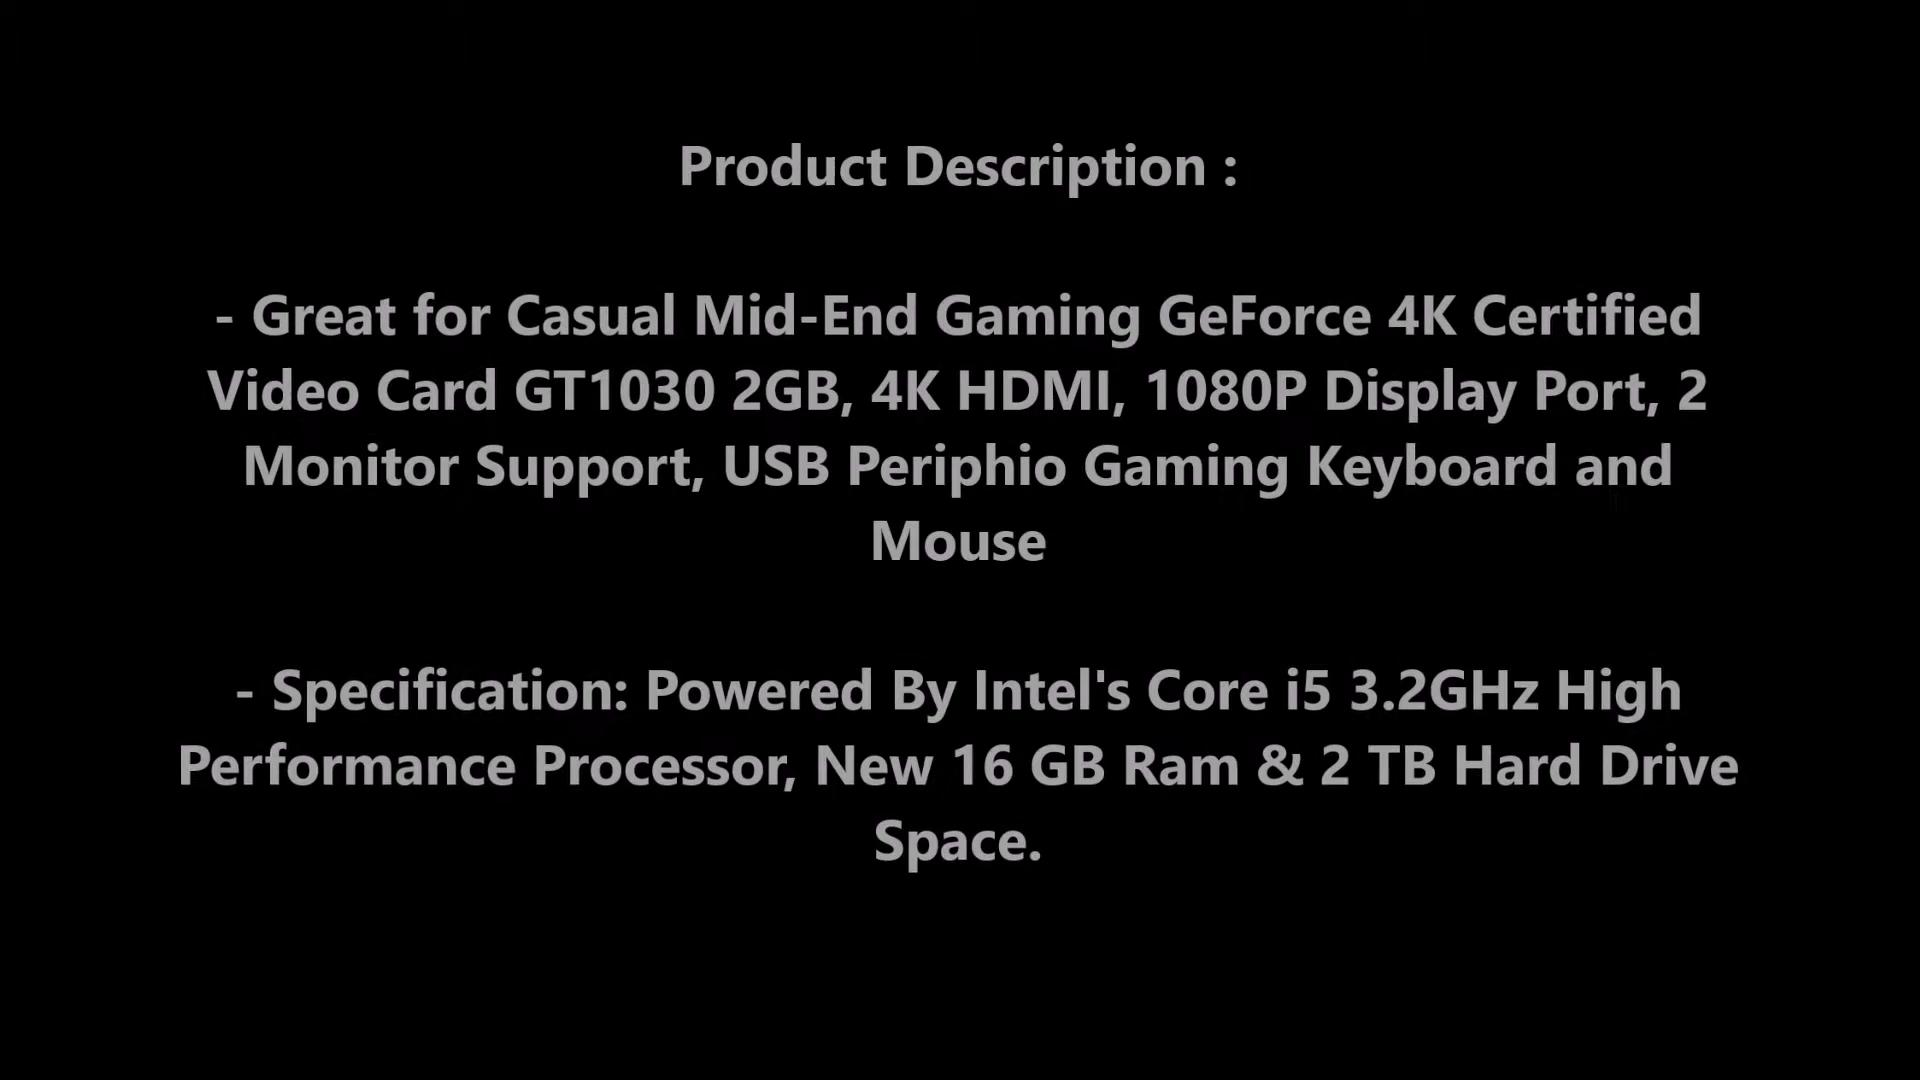 Product Description :
- Great for Casual Mid-End Gaming GeForce 4K Certified
Video Card GT1030 2GB, 4K HDMI, 1080P Display Port, 2
Monitor Support, USB Periphio Gaming Keyboard and
Mouse
- Specification: Powered By Intel's Core i5 3.2GHz High
Performance Processor, New 16 GB Ram & 2 TB Hard Drive
Space.